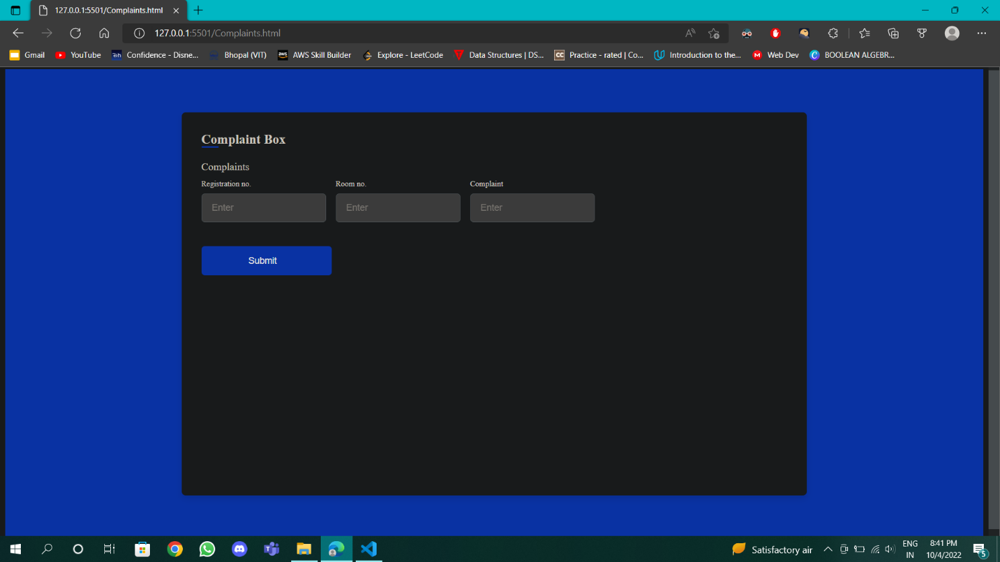 127.0.0.1:5501/Complaints.html
127.0.0.1:5501/Complaints.html
Gmail YouTube Confidence - Disne... Bhopal (VIT) AWS Skill Builder Explore - LeetCode Data Structures | DS... Practice - rated | Co... Introduction to the... Web Dev BOOLEAN ALGEBR...
Complaint Box
Complaints
Registration no. Room no. Complaint
Enter Enter Enter
Submit
Satisfactory air
ENG
IN
8:41 PM
10/4/2022
5